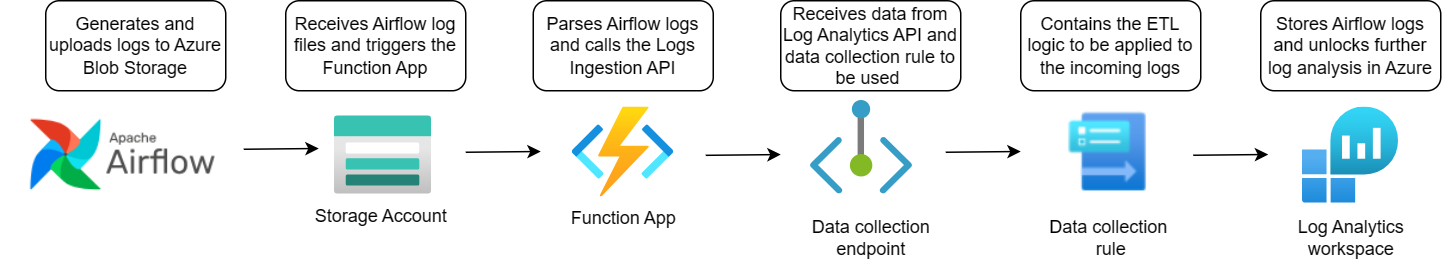 Generates and
uploads logs to Azure
Blob Storage
Receives Airflow log
files and triggers the
Function App
Parses Airflow logs
and calls the Logs
Ingestion API
Receives data from
Log Analytics API and
data collection rule to
be used
Contains the ETL
logic to be applied to
the incoming logs
Stores Airflow logs
and unlocks further
log analysis in Azure
Apache
Airflow
Storage Account
Function App
Data collection
endpoint
Data collection
rule
Log Analytics
workspace